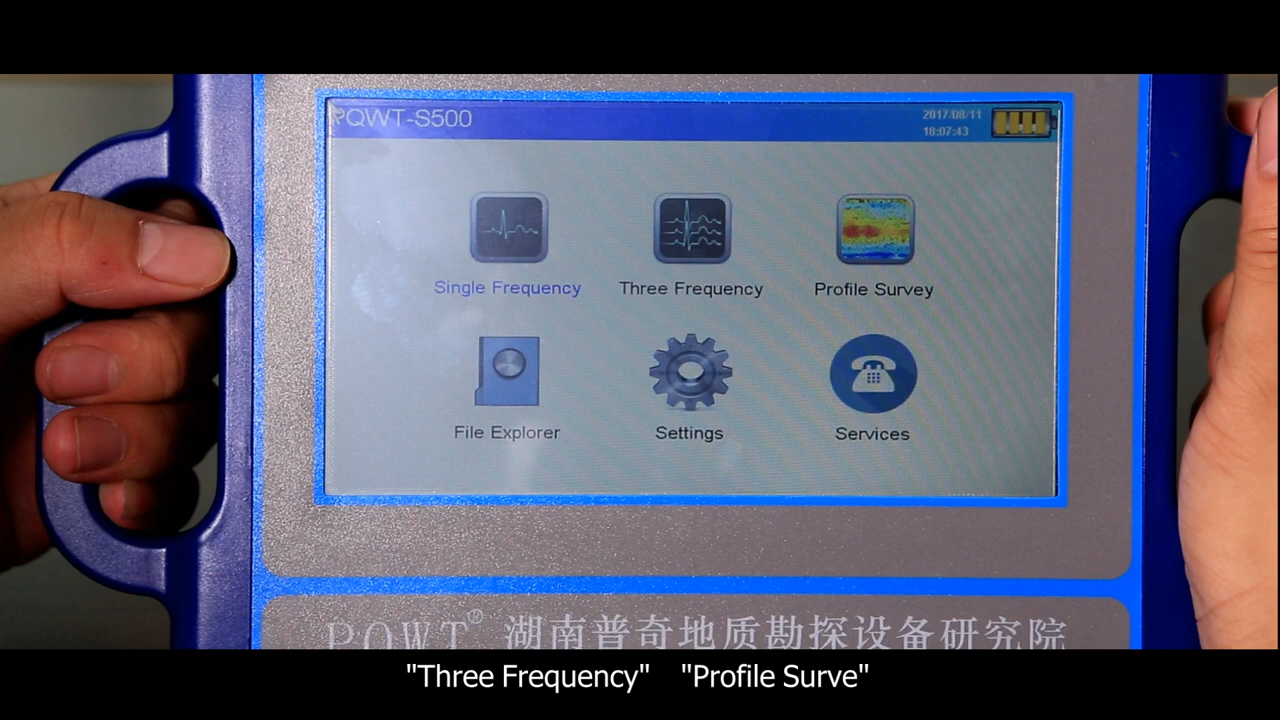 PQWT-S500
2017/08/11
18:07:43
Single Frequency Three Frequency Profile Survey
File Explorer Settings Services
PQWT® 湖南普奇地质勘探设备研究院
"Three Frequency" "Profile Surve"